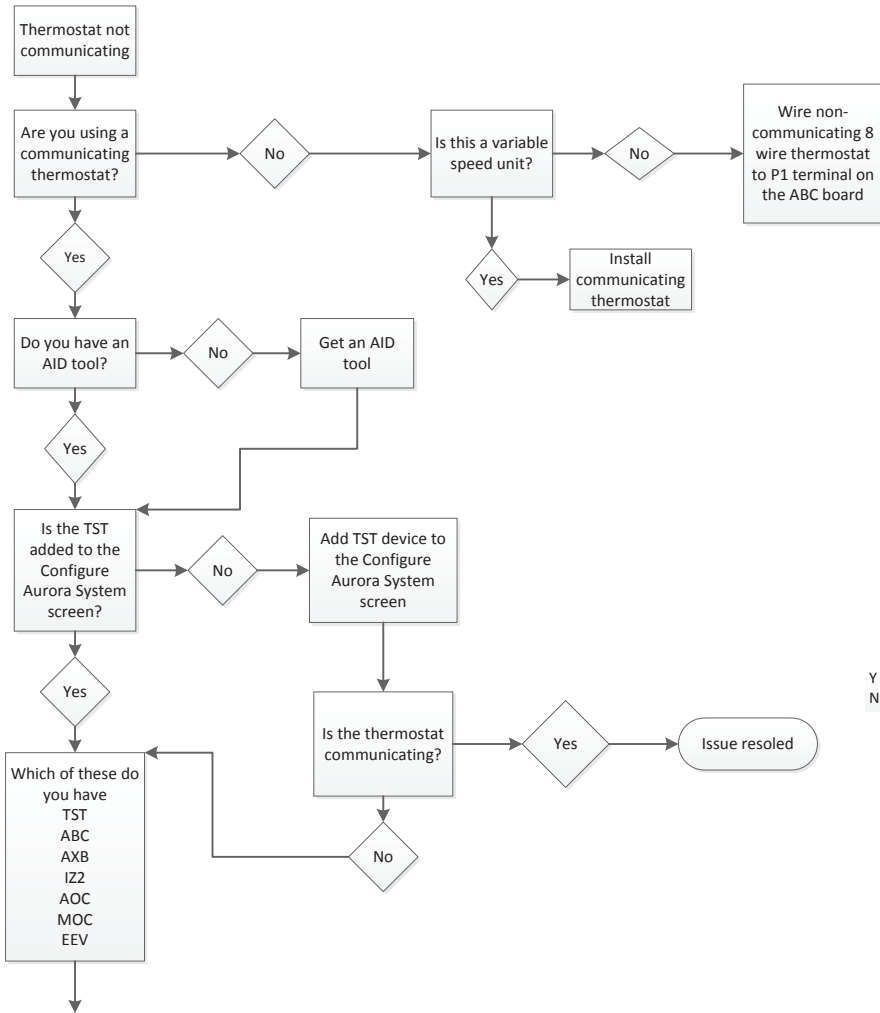 Thermostat not
communicating
Are you using a
communicating
thermostat?
No
Is this a variable
speed unit?
No
Wire non-
communicating 8
wire thermostat
to P1 terminal on
the ABC board
Yes
Yes
Install
communicating
thermostat
Do you have an
AID tool?
No
Get an AID
tool
Yes
Is the TST
added to the
Configure
Aurora System
screen?
No
Add TST device to
the Configure
Aurora System
screen
Yes
Y
N
Is the thermostat
communicating?
Yes
Issue resoled
Which of these do
you have
TST
ABC
AXB
IZ2
AOC
MOC
EEV
No